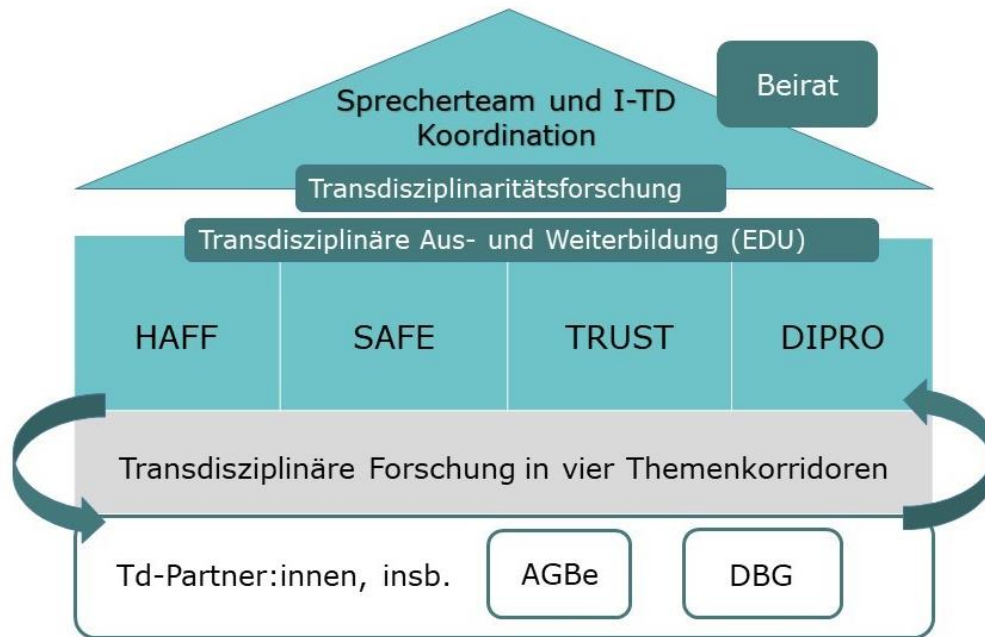 Sprecherteam und I-TD
Koordination
Beirat
Transdisziplinaritätsforschung
Transdisziplinäre Aus- und Weiterbildung (EDU)
HAFF
SAFE
TRUST
DIPRO
Transdisziplinäre Forschung in vier Themenkorridoren
Td-Partner:innen, insb.
AGBe
DBG